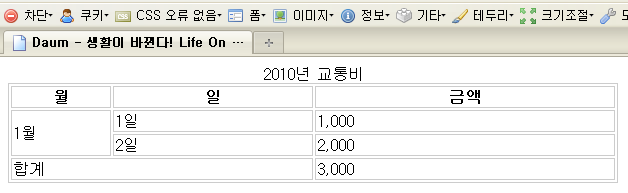 차단 쿠키 CSS 오류 없음 폼 이미지 정보 기타 테두리 크기조절
Daum - 생활이 바뀐다! Life On ...
2010년 교통비
월 일 금액
1월 1일 1,000
2일 2,000
합계 3,000